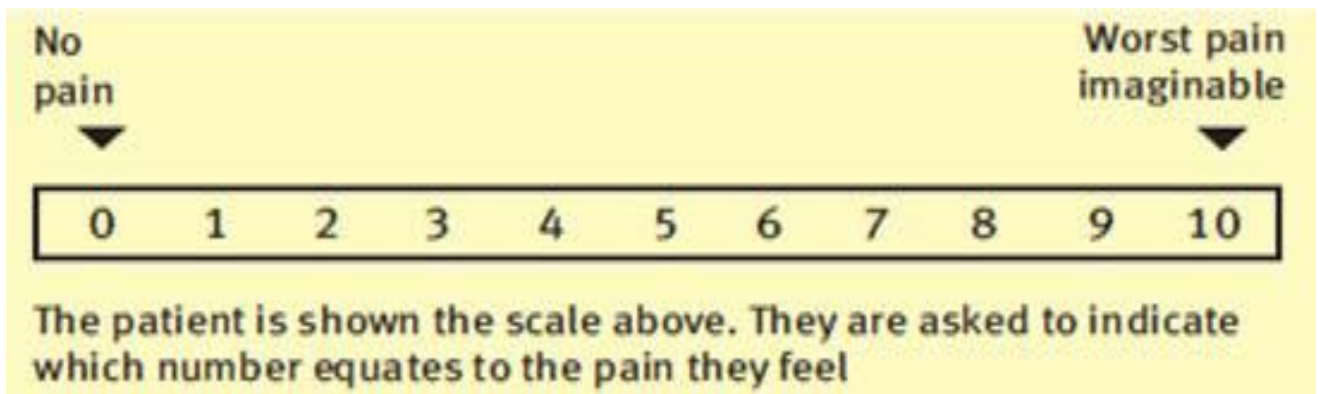 No
pain
Worst pain
imaginable
0 1 2 3 4 5 6 7 8 9 10
The patient is shown the scale above. They are asked to indicate
which number equates to the pain they feel